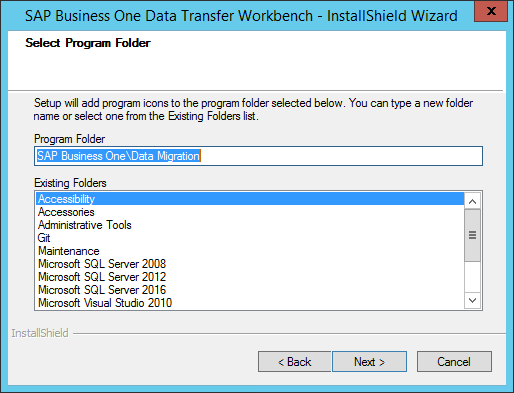 SAP Business One Data Transfer Workbench - InstallShield Wizard
x
Select Program Folder
Setup will add program icons to the program folder selected below. You can type a new folder
name or select one from the Existing Folders list.
Program Folder
SAP Business One\Data Migration
Existing Folders
Accessibility
Accessories
Administrative Tools
Git
Maintenance
Microsoft SQL Server 2008
Microsoft SQL Server 2012
Microsoft SQL Server 2016
Microsoft Visual Studio 2010
InstallShield
< Back
Next >
Cancel